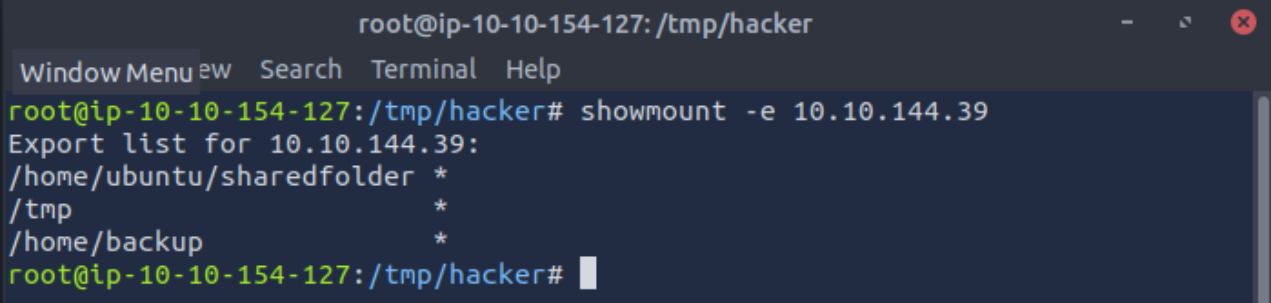 root@ip-10-10-154-127: /tmp/hacker
Window Menu ew Search Terminal Help
root@ip-10-10-154-127:/tmp/hacker# showmount -e 10.10.144.39
Export list for 10.10.144.39:
/home/ubuntu/sharedfolder *
/tmp                      *
/home/backup              *
root@ip-10-10-154-127:/tmp/hacker#